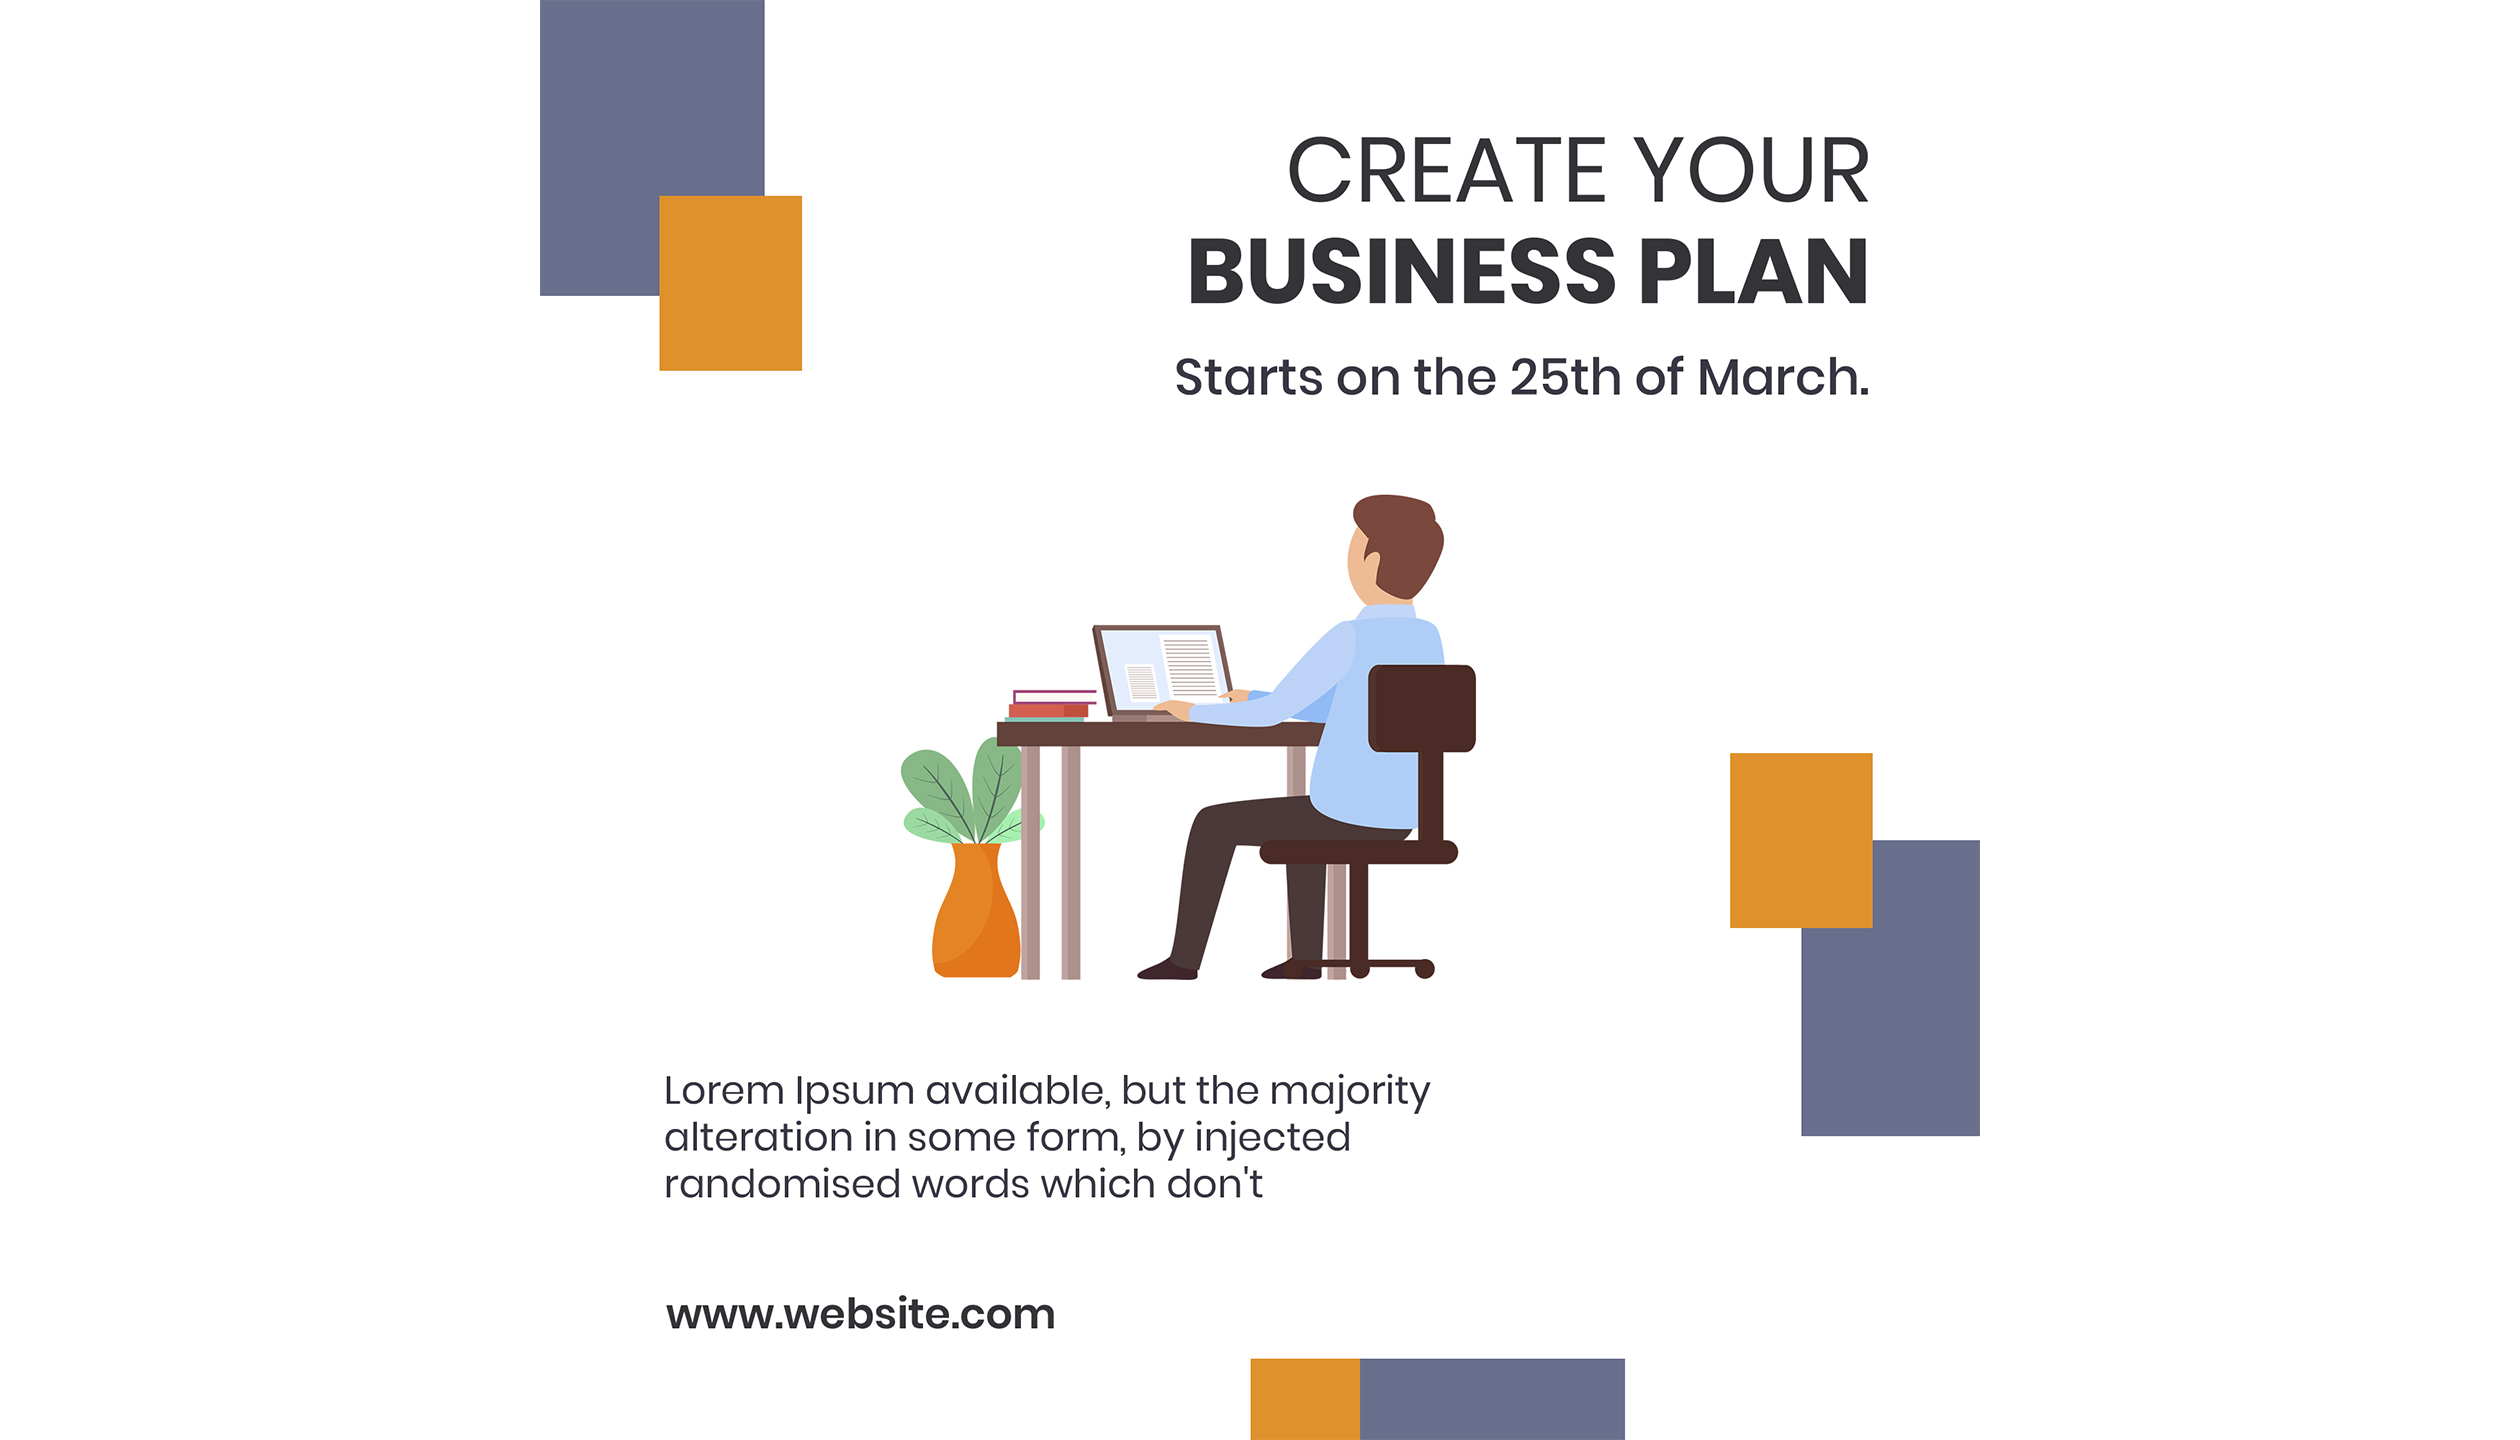 CREATE YOUR
BUSINESS PLAN
Starts on the 25th of March.
Lorem Ipsum available, but the majority
alteration in some form, by injected
randomised words which don't
www.website.com